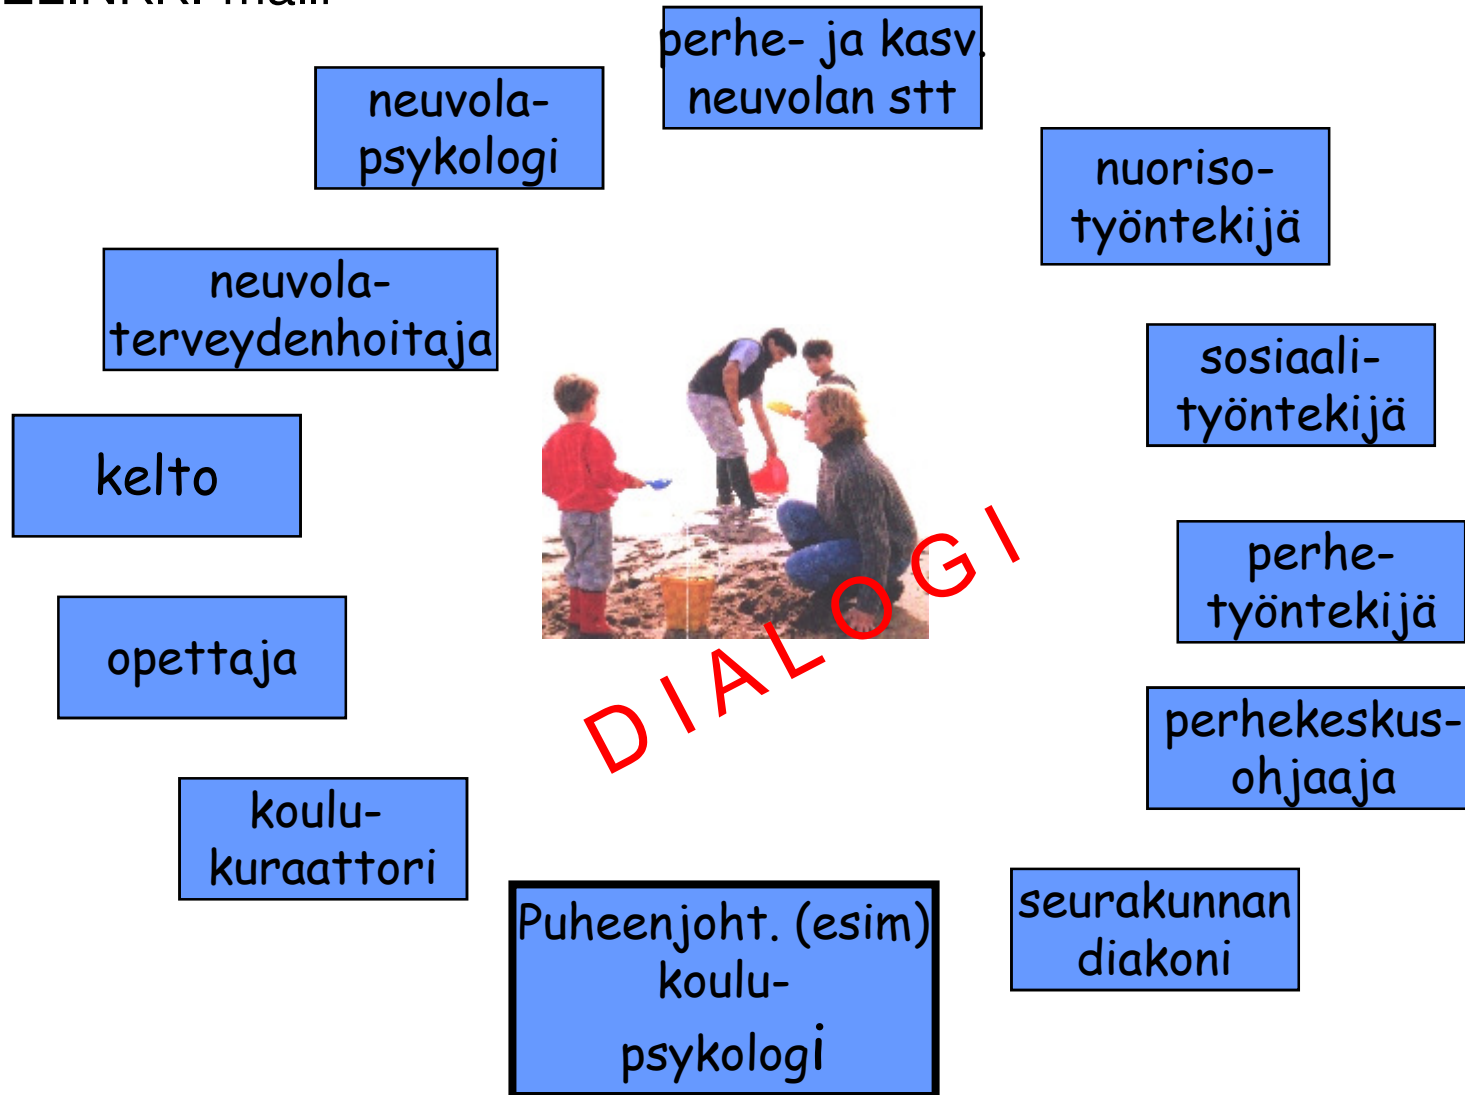 perhe- ja kasv.
neuvolan stt
neuvola-
psykologi
nuoriso-
työntekijä
neuvola-
terveydenhoitaja
sosiaali-
työntekijä
kelto
perhe-
työntekijä
opettaja
DIALOGI
perhekeskus-
ohjaaja
koulu-
kuraattori
seurakunnan
diakoni
Puheenjoht. (esim)
koulu-
psykologi